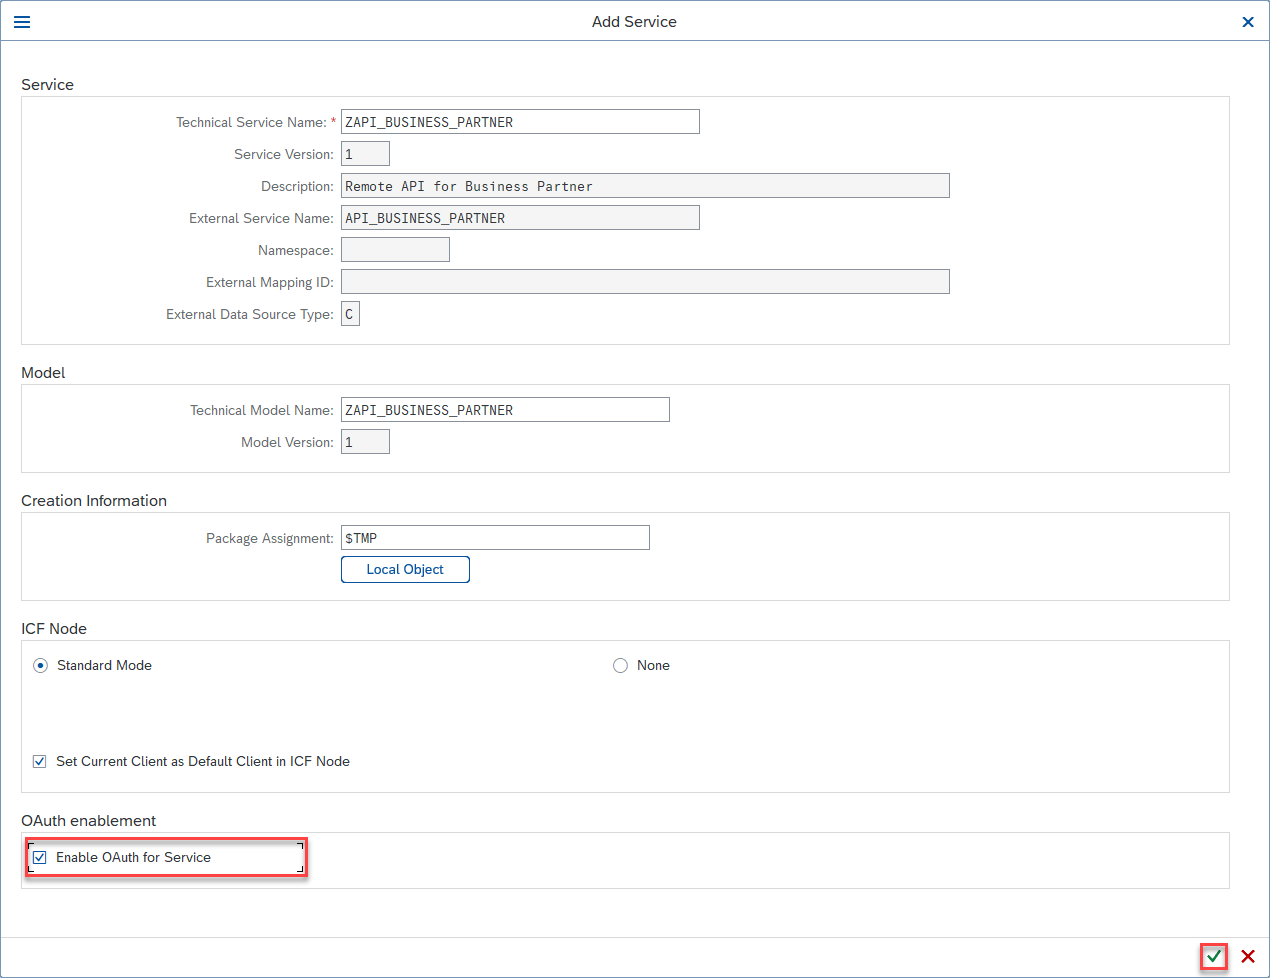 Add Service
Service
Technical Service Name: * ZAPI_BUSINESS_PARTNER
Service Version: 1
Description: Remote API for Business Partner
External Service Name: API_BUSINESS_PARTNER
Namespace:
External Mapping ID:
External Data Source Type: C
Model
Technical Model Name: ZAPI_BUSINESS_PARTNER
Model Version: 1
Creation Information
Package Assignment: $TMP
Local Object
ICF Node
Standard Mode None
Set Current Client as Default Client in ICF Node
OAuth enablement
Enable OAuth for Service